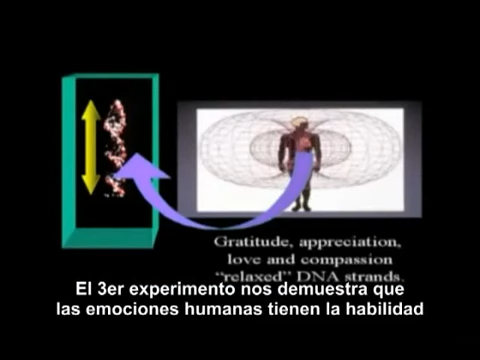 Gratitude, appreciation,
love and compassion
“relaxed” DNA strands.
El 3er experimento nos demuestra que
las emociones humanas tienen la habilidad